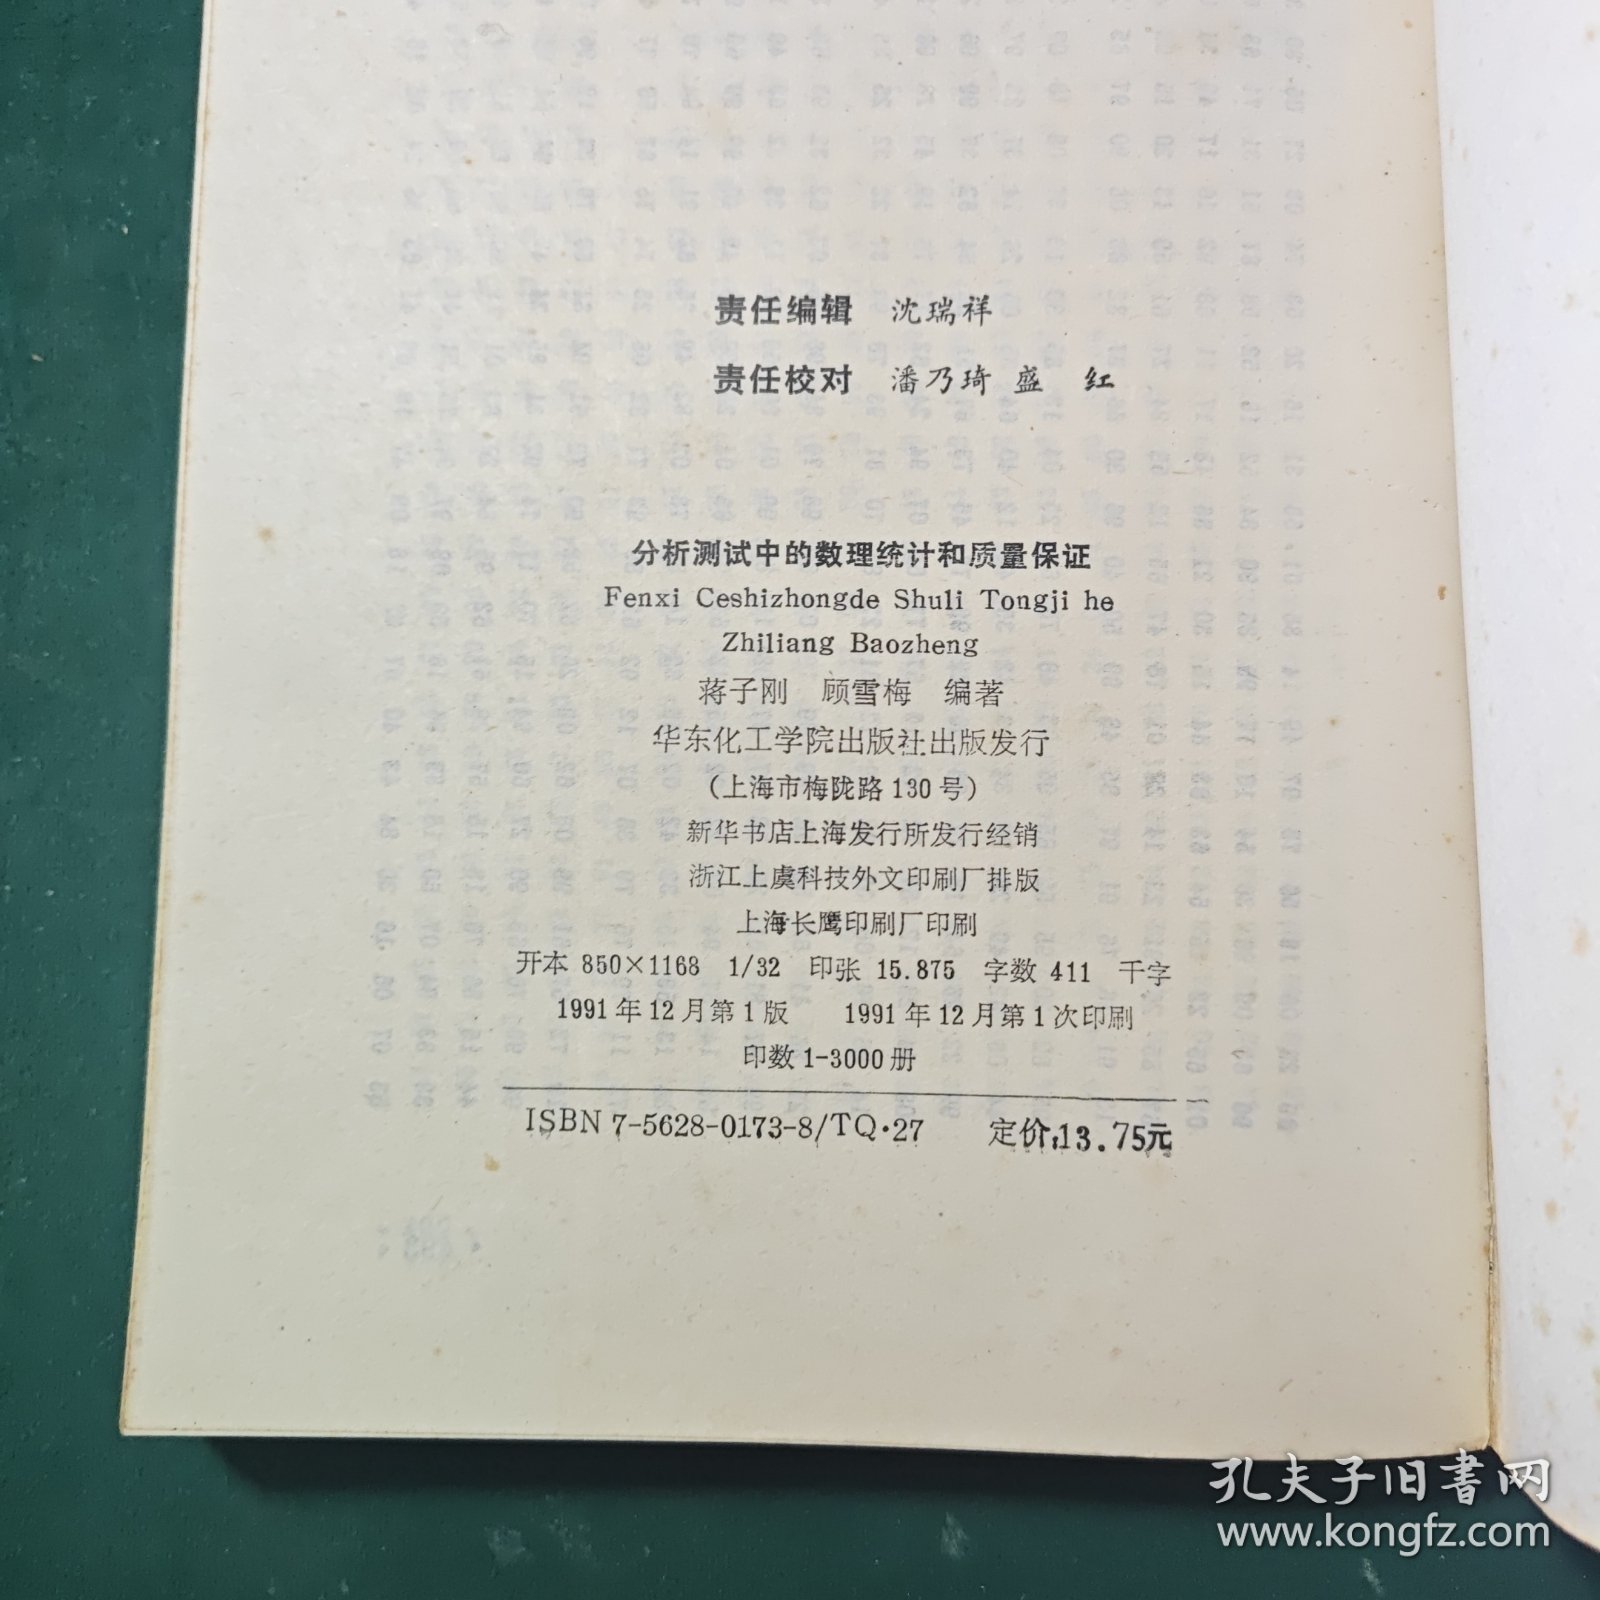 责任编辑 沈瑞祥
责任校对 潘乃琦 盛 红
分析测试中的数理统计和质量保证
Fenxi Ceshizhongde Shuli Tongji he
Zhiliang Baozheng
蒋子刚 顾雪梅 编著
华东化工学院出版社出版发行
(上海市梅陇路130号)
新华书店上海发行所发行经销
浙江上虞科技外文印刷厂排版
上海长鹰印刷厂印刷
开本 850×1168 1/32 印张 15.875 字数 411 千字
1991年12月第1版 1991年12月第1次印刷
印数1-3000册
ISBN 7-5628-0173-8/TQ·27 定价:13.75元
孔夫子旧书网
www.kongfz.com